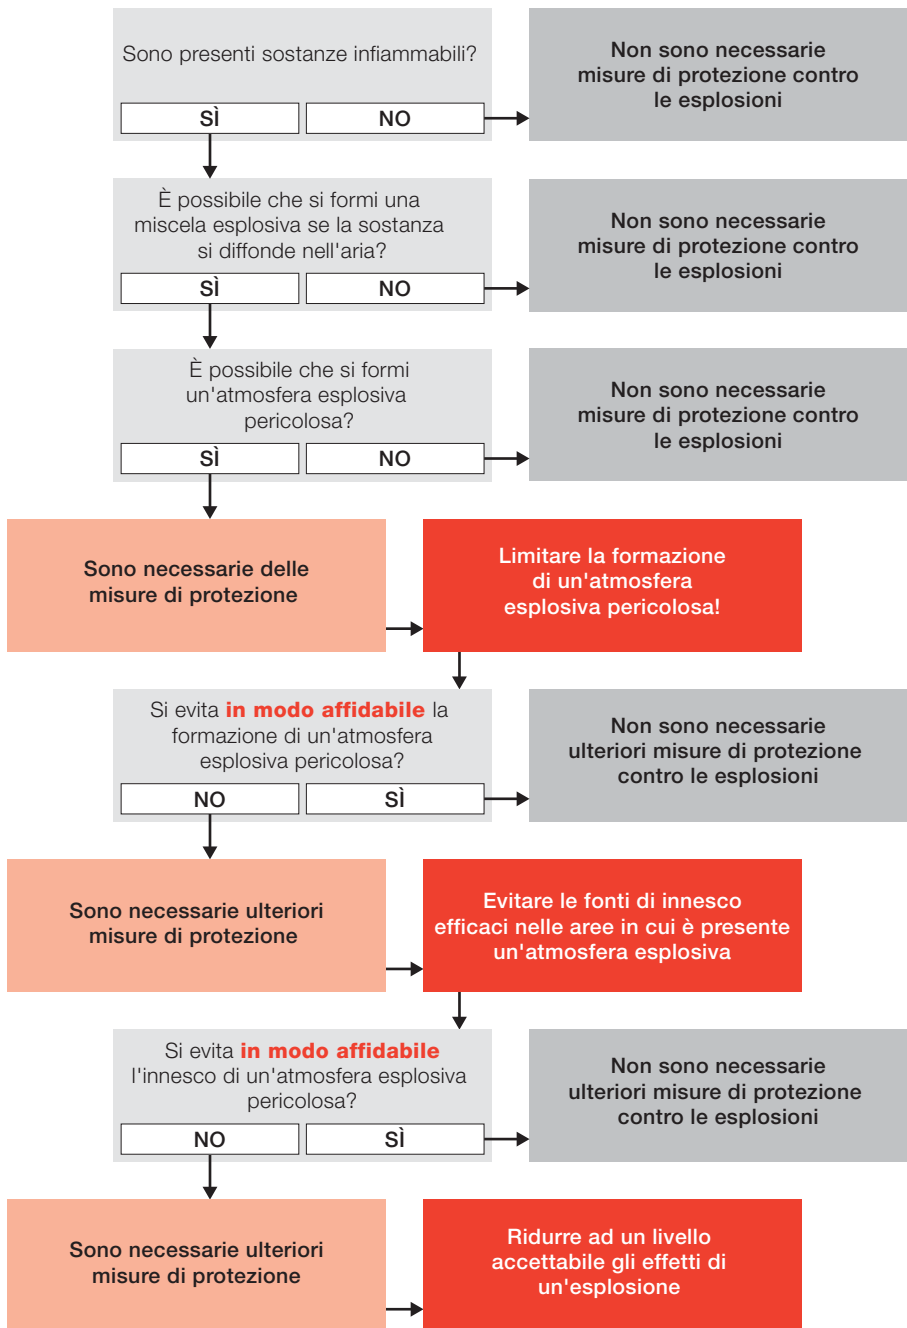 Sono presenti sostanze infiammabili?
SÌ
NO
Non sono necessarie
misure di protezione contro
le esplosioni
È possibile che si formi una
miscela esplosiva se la sostanza
si diffonde nell'aria?
SÌ
NO
Non sono necessarie
misure di protezione contro
le esplosioni
È possibile che si formi
un'atmosfera esplosiva
pericolosa?
SÌ
NO
Non sono necessarie
misure di protezione contro
le esplosioni
Sono necessarie delle
misure di protezione
Limitare la formazione
di un'atmosfera
esplosiva pericolosa!
Si evita in modo affidabile la
formazione di un'atmosfera
esplosiva pericolosa?
NO
SÌ
Non sono necessarie
ulteriori misure di protezione
contro le esplosioni
Sono necessarie ulteriori
misure di protezione
Evitare le fonti di innesco
efficaci nelle aree in cui è presente
un'atmosfera esplosiva
Si evita in modo affidabile
l'innesco di un'atmosfera esplosiva
pericolosa?
NO
SÌ
Non sono necessarie
ulteriori misure di protezione
contro le esplosioni
Sono necessarie ulteriori
misure di protezione
Ridurre ad un livello
accettabile gli effetti di
un'esplosione